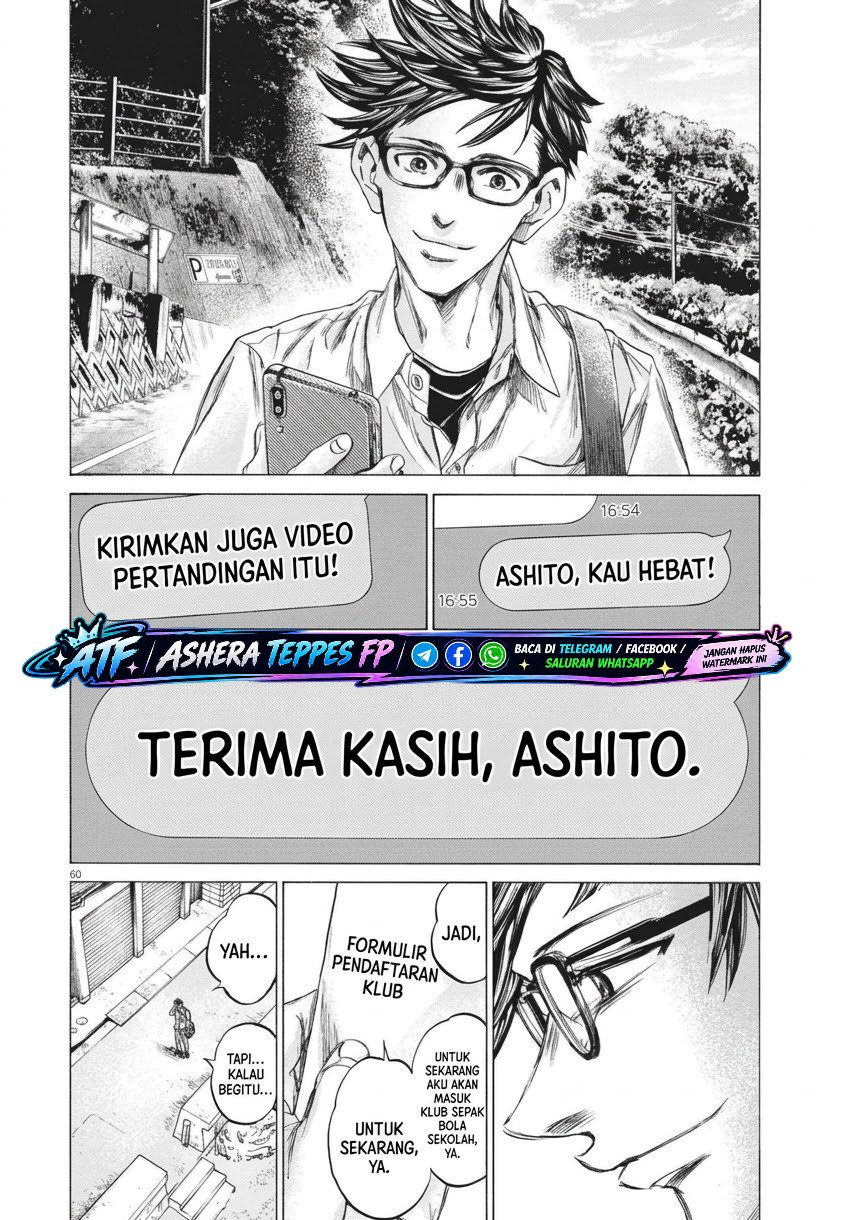 P
KIRIMKAN JUGA VIDEO
PERTANDINGAN ITU!
16:54
ASHITO, KAU HEBAT!
16:55
ATF
ASHERA TEPPES FP
BACA DI TELEGRAM / FACEBOOK /
SALURAN WHATSAPP
JANGAN HAPUS
WATERMARK INI
TERIMA KASIH, ASHITO.
60
JADI,
FORMULIR
PENDAFTARAN
KLUB
UNTUK
SEKARANG
AKU AKAN
MASUK
KLUB SEPAK
BOLA
SEKOLAH,
YA.
UNTUK
SEKARANG,
YA.
YAH...
TAPI...
KALAU
BEGITU...